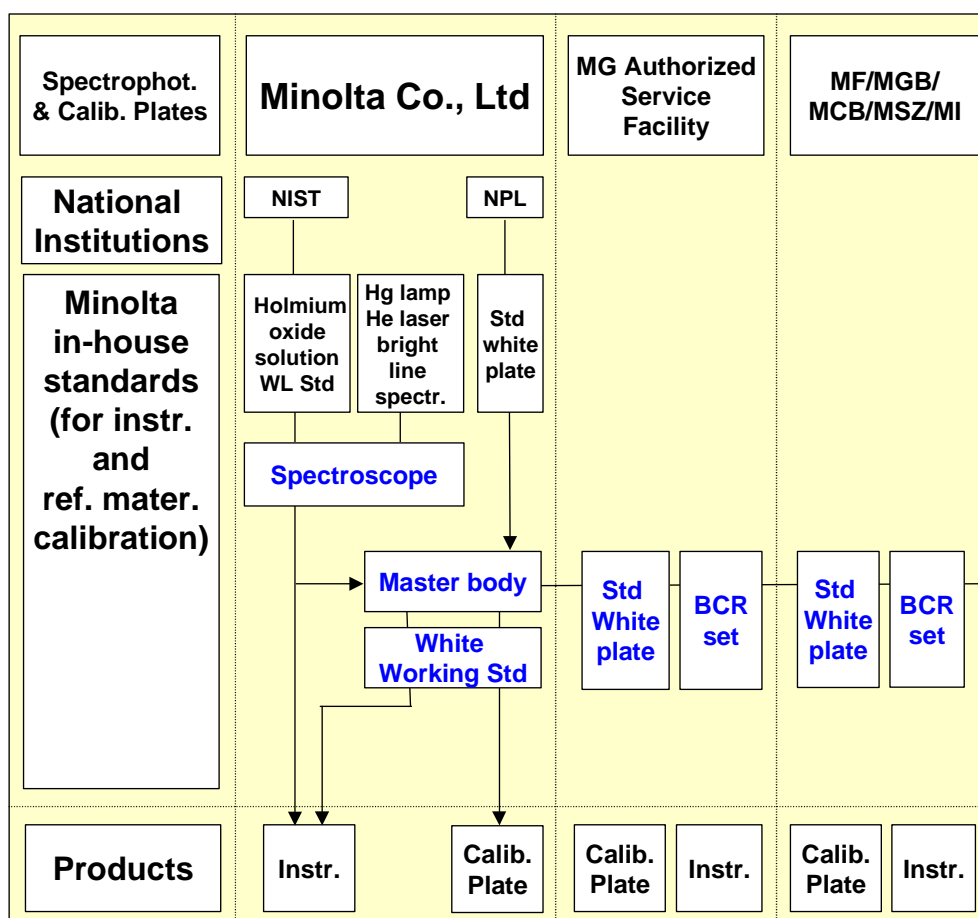 Spectrophot.
& Calib. Plates
Minolta Co., Ltd
MG Authorized
Service
Facility
MF/MGB/
MCB/MSZ/MI
National
Institutions
NIST
NPL
Minolta
in-house
standards
(for instr.
and
ref. mater.
calibration)
Holmium
oxide
solution
WL Std
Hg lamp
He laser
bright
line
spectr.
Std
white
plate
Spectroscope
Master body
White
Working Std
Std
White
plate
BCR
set
Std
White
plate
BCR
set
Products
Instr.
Calib.
Plate
Calib.
Plate
Instr.
Calib.
Plate
Instr.